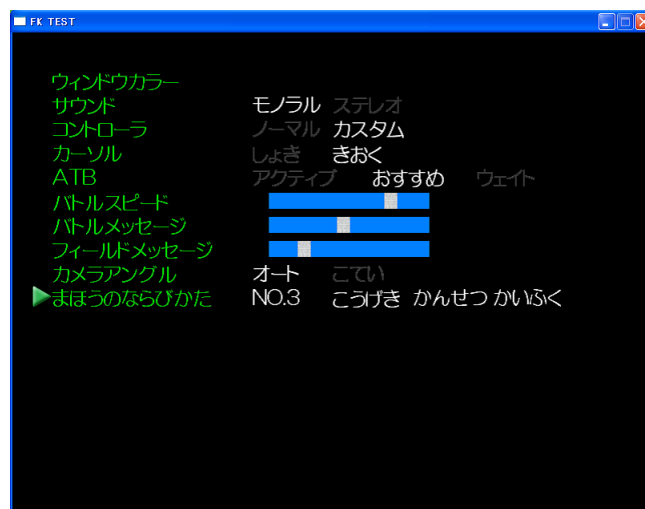 FK TEST
ウィンドウカラー
サウンド モノラル ステレオ
コントローラ ノーマル カスタム
カーソル しょき きおく
ATB アクティブ おすすめ ウェイト
バトルスピード
バトルメッセージ
フィールドメッセージ
カメラアングル オート こてい
まほうのならびかた NO.3 こうげき かんせつ かいふく